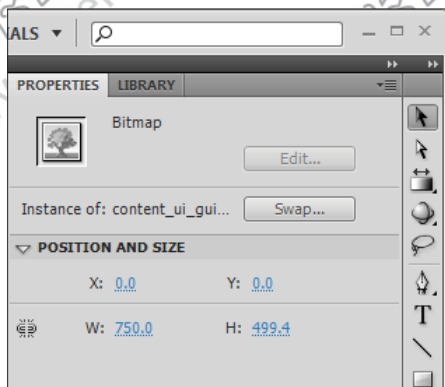 ALS
PROPERTIES LIBRARY
Bitmap
Edit...
Instance of: content_ui_gui... Swap...
POSITION AND SIZE
X: 0.0 Y: 0.0
W: 750.0 H: 499.4
T